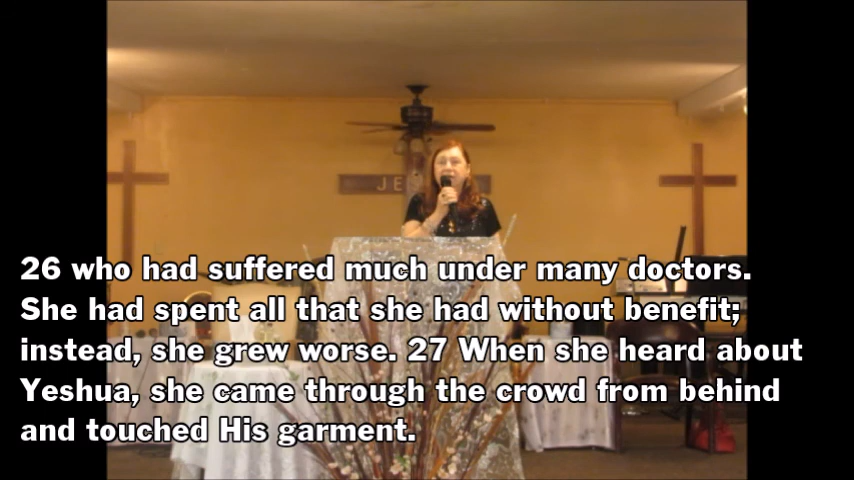 JE
26 who had suffered much under many doctors.
She had spent all that she had without benefit;
instead, she grew worse. 27 When she heard about
Yeshua, she came through the crowd from behind
and touched His garment.